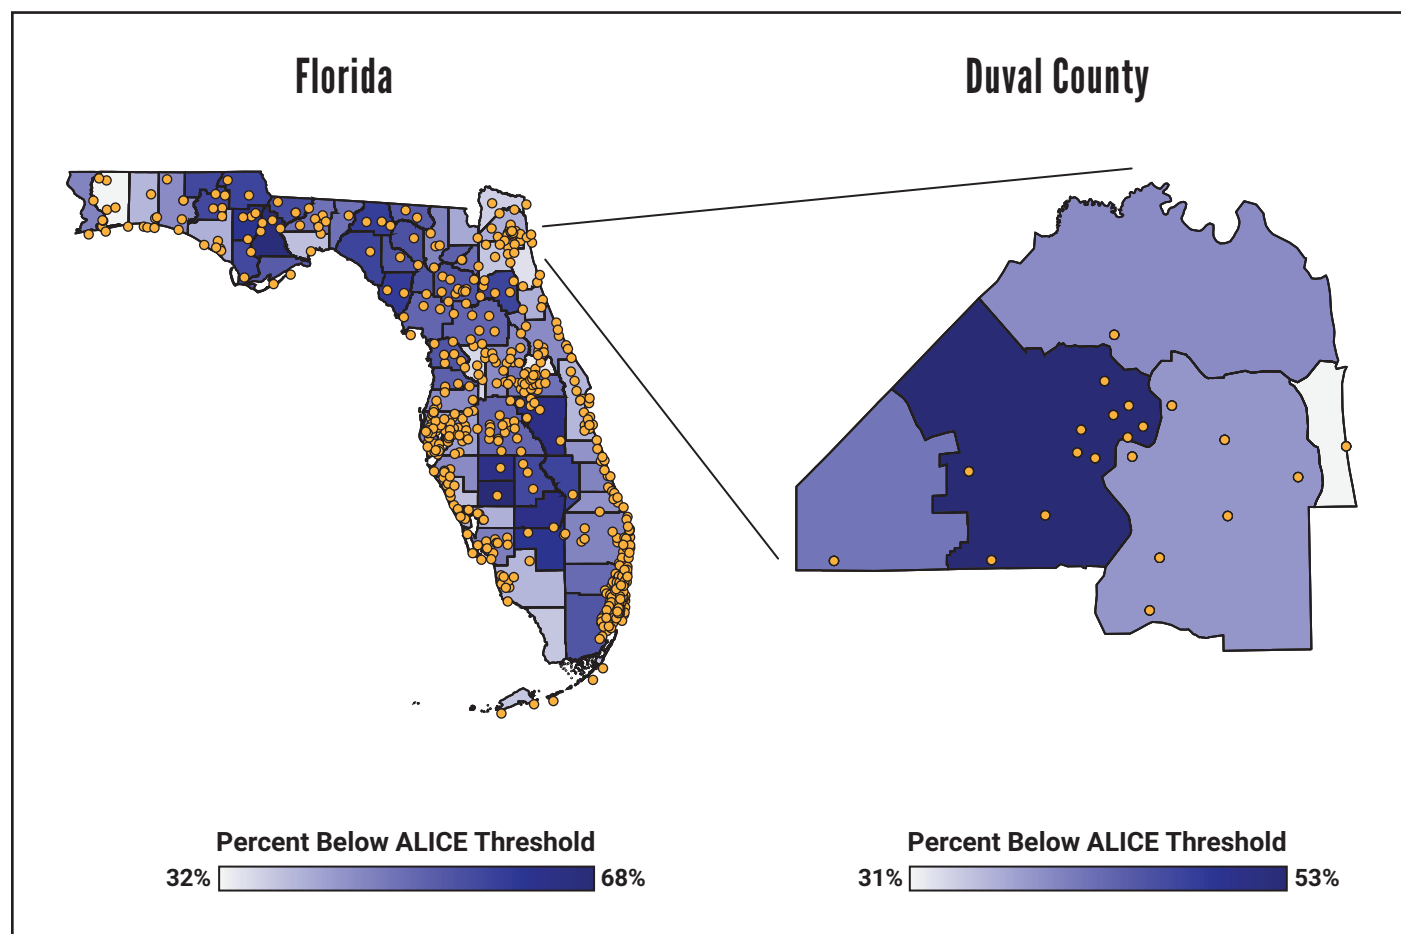 Florida
Duval County
Percent Below ALICE Threshold
32% 68%
Percent Below ALICE Threshold
31% 53%